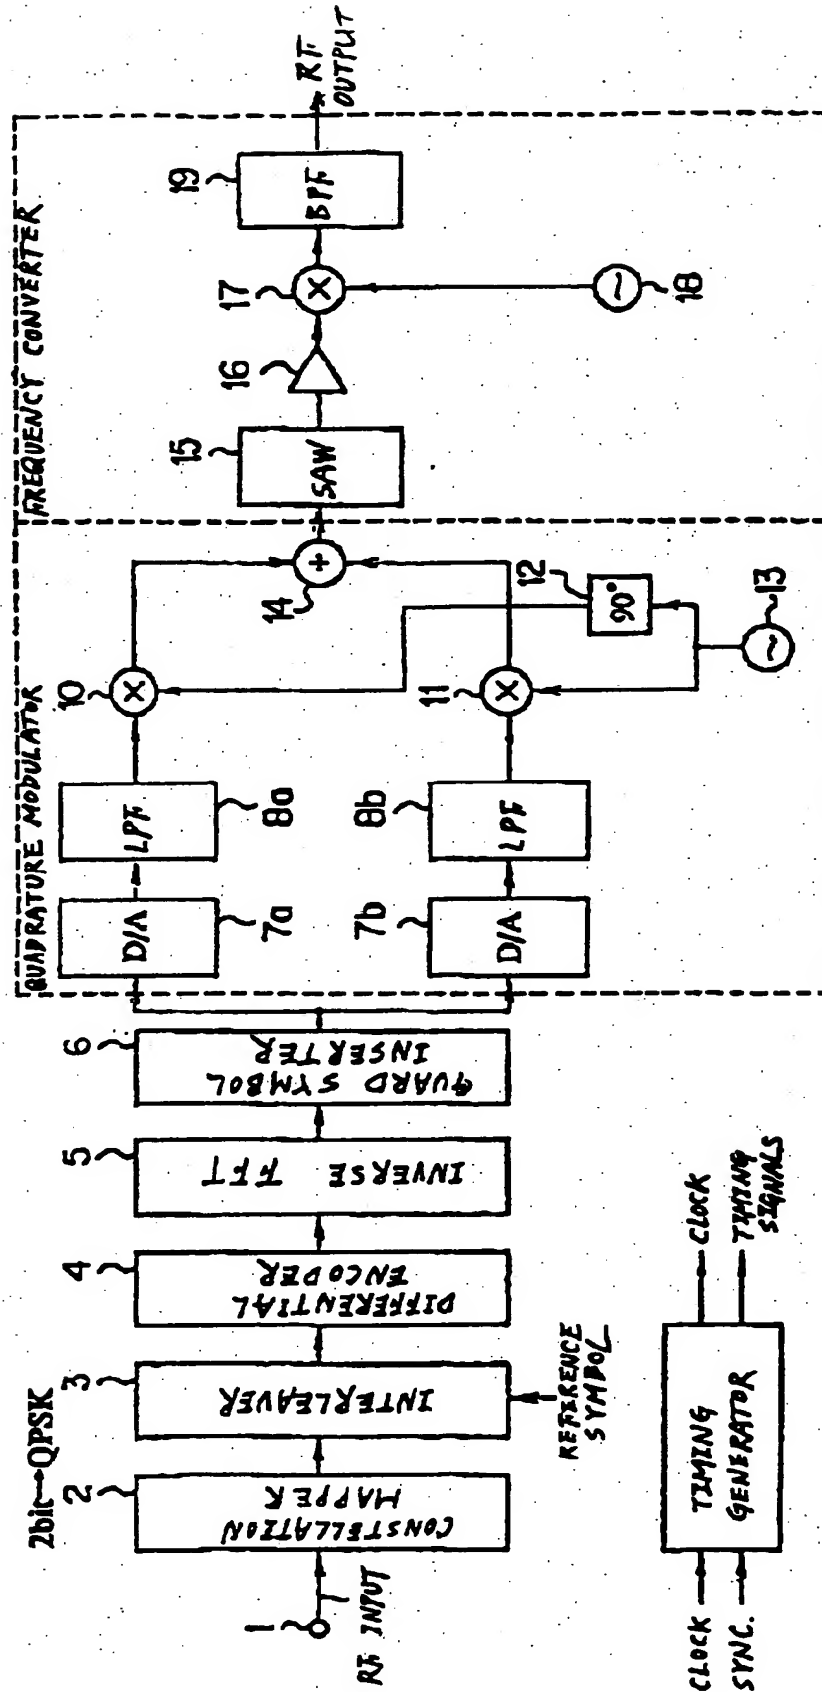 2bic→QPSK
1
RF INPUT
2
CONSTELLATION
MAPPER
3
INTERLEAVER
REFERENCE
SYMBOL
4
DIFFERENTIAL
ENCODER
5
INVERSE FFT
6
GUARD SYMBOL
INSERTER
QUADRATURE MODULATOR
D/A
7a
LPF
8a
10
D/A
7b
LPF
8b
11
90°
12
~
13
+
14
FREQUENCY CONVERTER
SAW
15
16
17
~
18
BPF
19
RF
OUTPUT
CLOCK
SYNC.
TIMING
GENERATOR
CLOCK
TIMING
SIGNALS